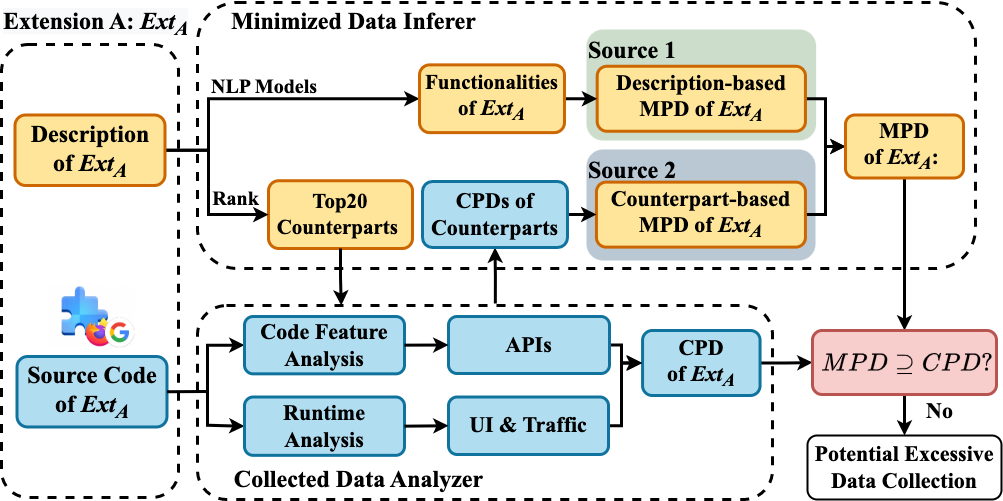 Extension A: Ext_A
Minimized Data Inferer
Description
of Ext_A
NLP Models
Functionalities
of Ext_A
Source 1
Description-based
MPD of Ext_A
MPD
of Ext_A:
Rank
Top20
Counterparts
CPDs of
Counterparts
Source 2
Counterpart-based
MPD of Ext_A
G
Source Code
of Ext_A
Code Feature
Analysis
APIs
Runtime
Analysis
UI & Traffic
CPD
of Ext_A
Collected Data Analyzer
MPD ⊇ CPD?
No
Potential Excessive
Data Collection